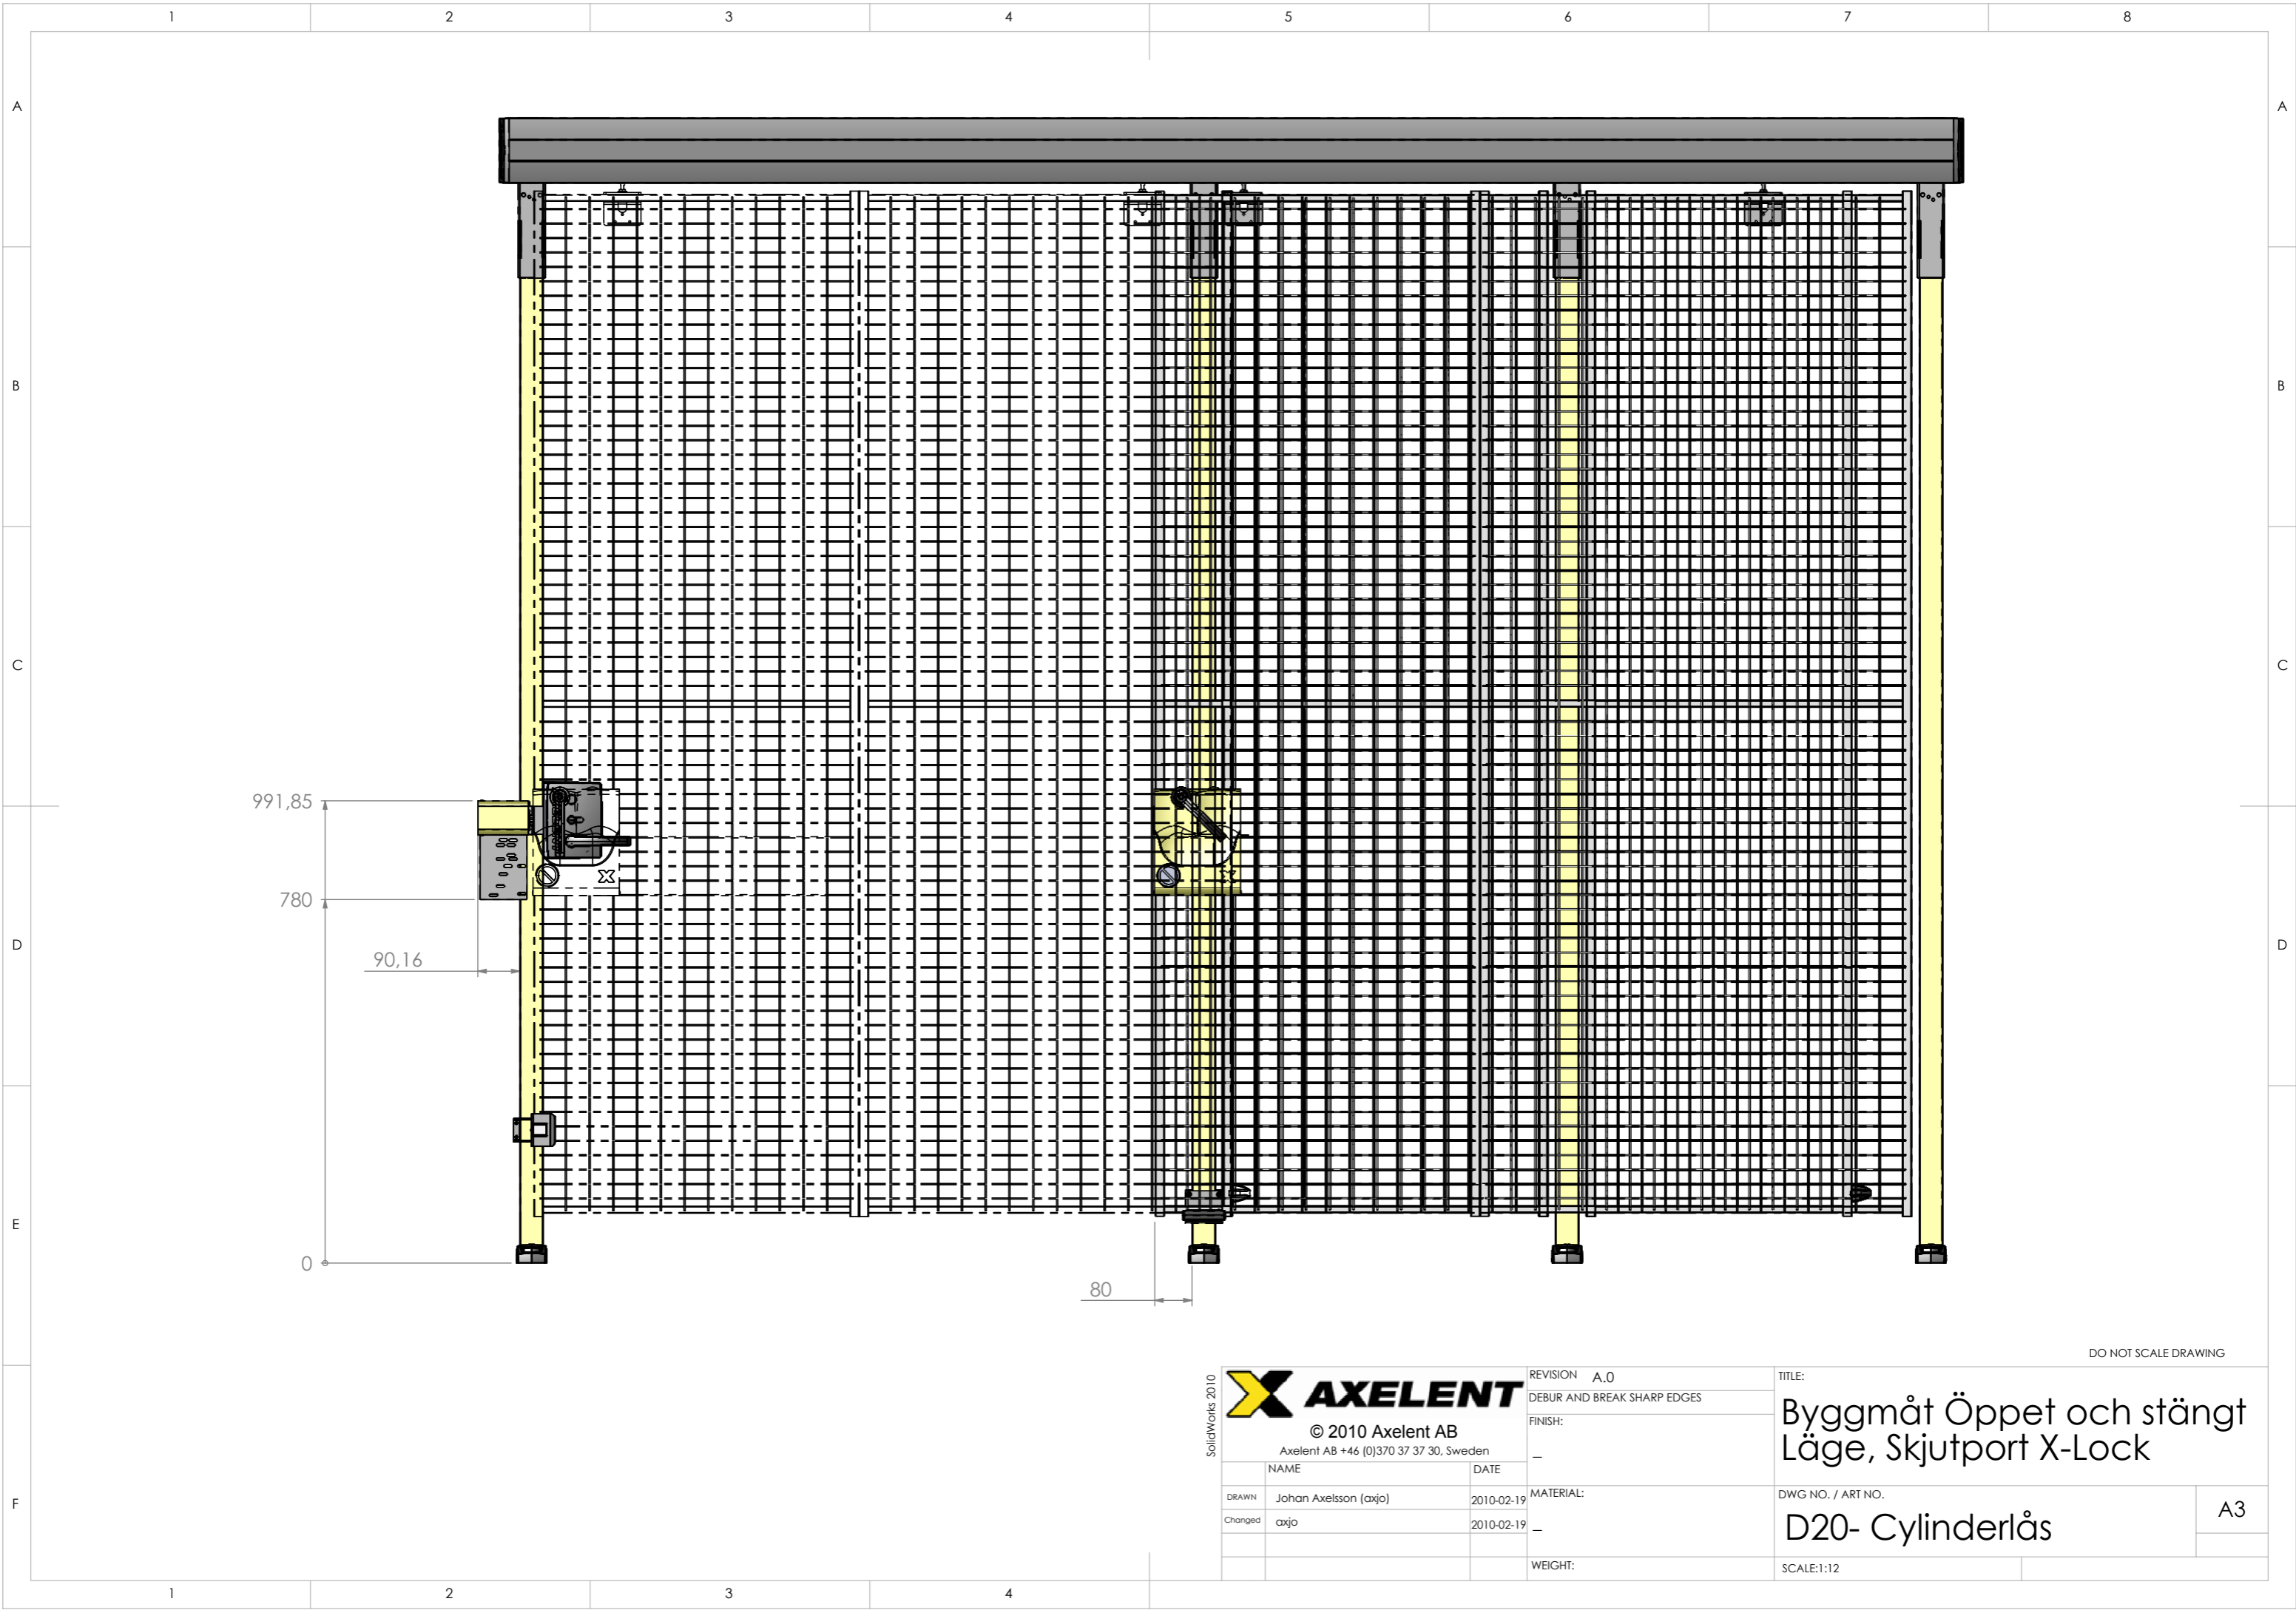 1 2 3 4 5 6 7 8
A A
B B
C C
991,85
780
D D
90,16
E E
0
80
DO NOT SCALE DRAWING
SolidWorks 2010
AXELENT
© 2010 Axelent AB
Axelent AB +46 (0)370 37 37 30, Sweden
NAME DATE
DRAWN Johan Axelsson (axjo) 2010-02-19
Changed axjo 2010-02-19
REVISION A.0
DEBUR AND BREAK SHARP EDGES
FINISH:
–
MATERIAL:
–
WEIGHT:
TITLE:
Byggmåt Öppet och stängt
Läge, Skjutport X-Lock
DWG NO. / ART NO.
D20- Cylinderlås
A3
SCALE:1:12
F
1 2 3 4